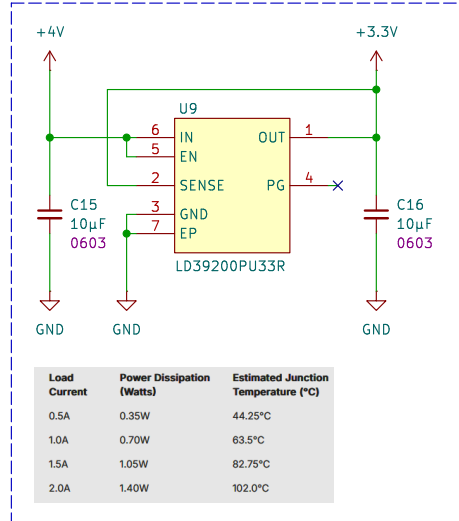 +4V
+3.3V
U9
6 IN OUT 1
5 EN
2 SENSE PG 4
3 GND
7 EP
C15
10μF
0603
C16
10μF
0603
LD39200PU33R
GND
GND
GND
Load Current Power Dissipation (Watts) Estimated Junction Temperature (°C)
0.5A 0.35W 44.25°C
1.0A 0.70W 63.5°C
1.5A 1.05W 82.75°C
2.0A 1.40W 102.0°C